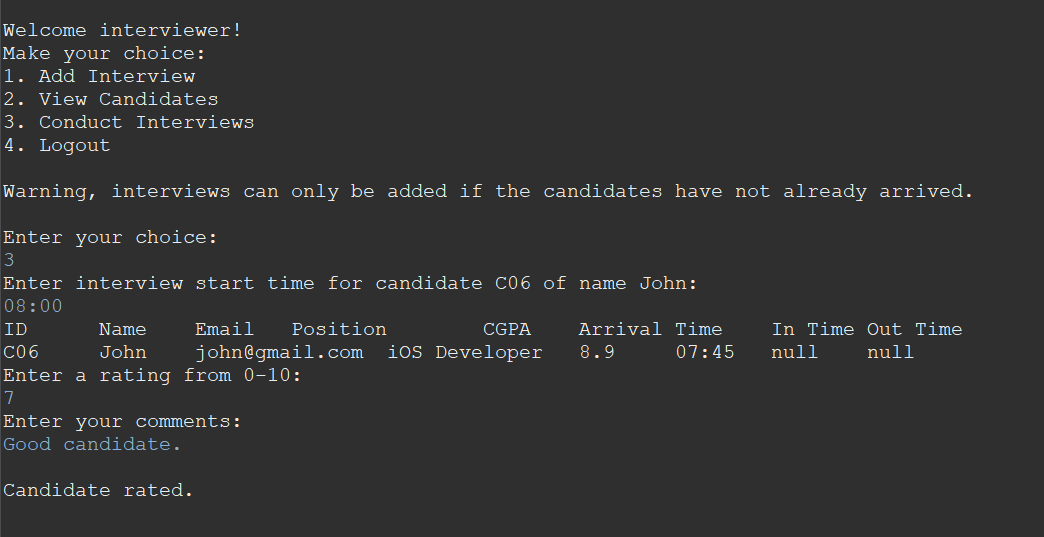 Welcome interviewer!
Make your choice:
1. Add Interview
2. View Candidates
3. Conduct Interviews
4. Logout
Warning, interviews can only be added if the candidates have not already arrived.
Enter your choice:
3
Enter interview start time for candidate C06 of name John:
08:00
ID Name Email Position CGPA Arrival Time In Time Out Time
C06 John john@gmail.com iOS Developer 8.9 07:45 null null
Enter a rating from 0-10:
7
Enter your comments:
Good candidate.
Candidate rated.